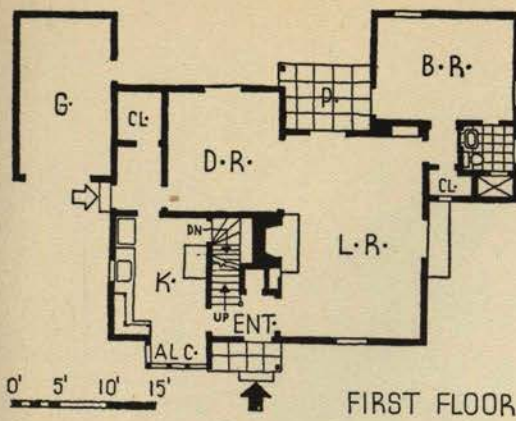 B·R·
G·
P.
CL·
D·R·
CL·
DN
L·R·
K·
UP
ENT·
ALC·
0' 5' 10' 15'
FIRST FLOOR